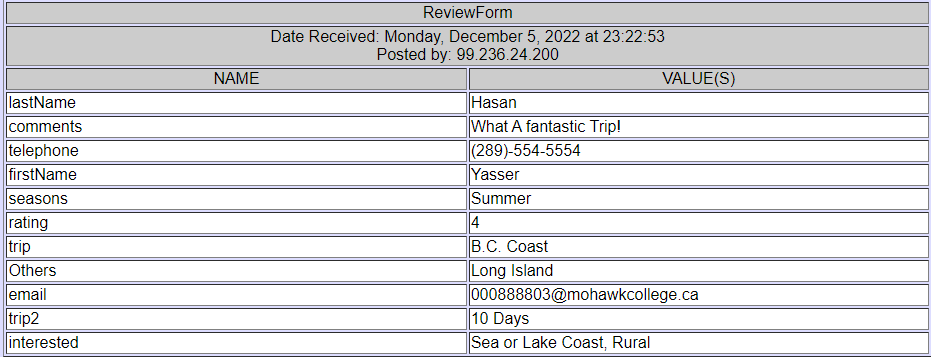 ReviewForm
Date Received: Monday, December 5, 2022 at 23:22:53
Posted by: 99.236.24.200
NAME VALUE(S)
lastName Hasan
comments What A fantastic Trip!
telephone (289)-554-5554
firstName Yasser
seasons Summer
rating 4
trip B.C. Coast
Others Long Island
email 000888803@mohawkcollege.ca
trip2 10 Days
interested Sea or Lake Coast, Rural